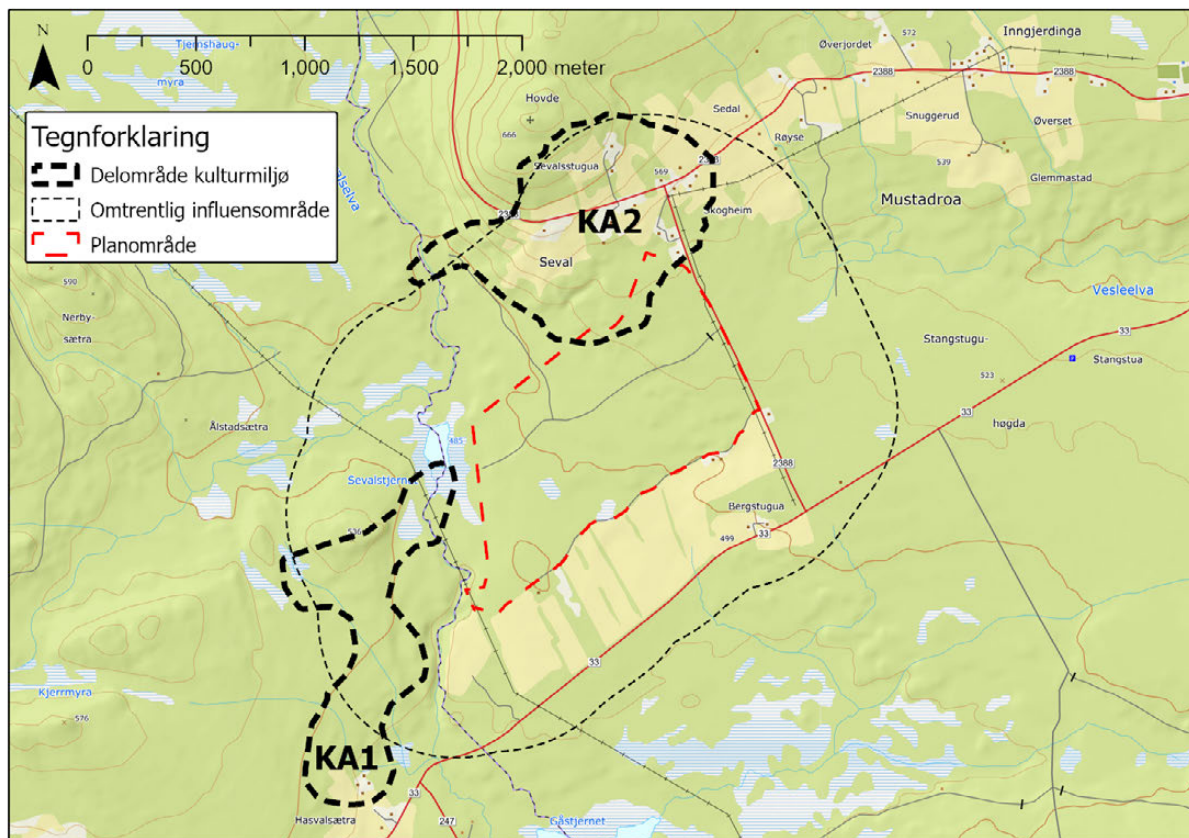 N
0 500 1,000 1,500 2,000 meter
Tjernshaug-
myra
Tegnforklaring
Delområde kulturmiljø
Omtrentlig influensområde
Planområde
Hovde
666
Sevalsstugua
569
2388
KA2
Seval
Skogheim
Sedal
Røyse
Øverjordet
572
Inngjerdinga
2388
Snuggerud
Øverset
539
Glemmestad
Mustadroa
Vesleelva
33
Stangstugu-
høgda
523
Stangstua
33
590
Nerby-
sætra
Ålstadsætra
485
Sevalstjernet
536
2388
Bergstugua
499
33
33
Kjerrmyra
576
KA1
Hasvalsætra
33
247
Gåstjernet